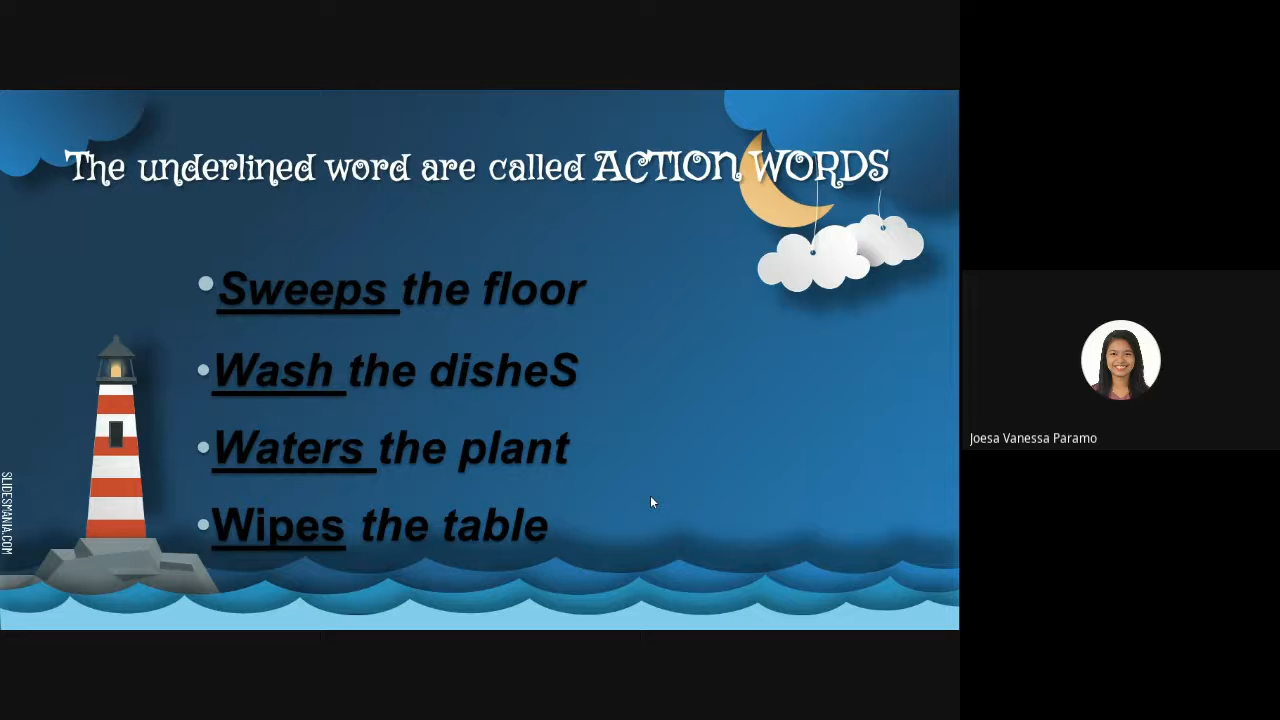 The underlined word are called ACTION WORDS
•Sweeps the floor
•Wash the disheS
•Waters the plant
•Wipes the table
SLIDESMANIA.COM
Joesa Vanessa Paramo